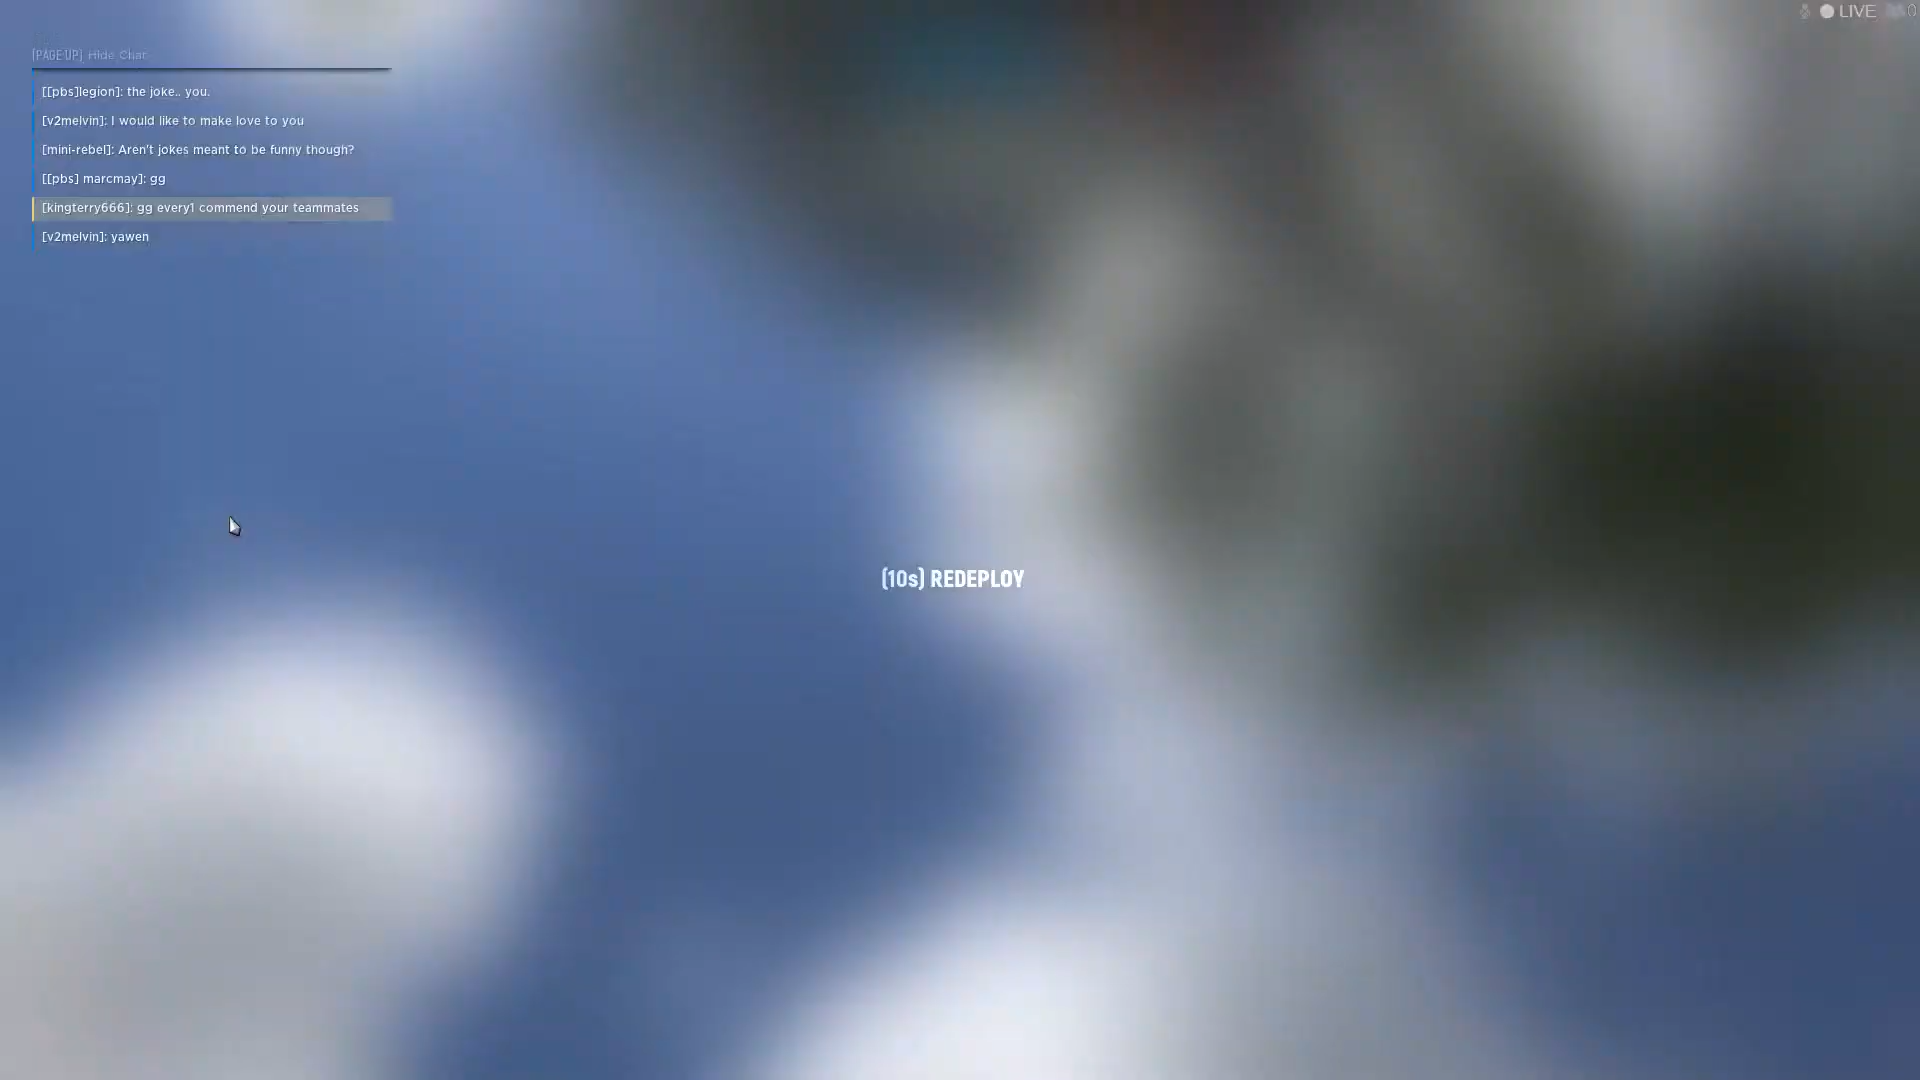 [PAGE UP] Hide Chat
[[pbs]legion]: the joke.. you.
[v2melvin]: I would like to make love to you
[mini-rebel]: Aren't jokes meant to be funny though?
[[pbs] marcmay]: gg
[kingterry666]: gg every1 commend your teammates
[v2melvin]: yawen
(10s) REDEPLOY
LIVE